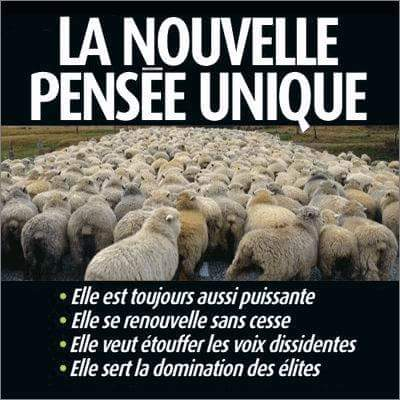 LA NOUVELLE
PENSÉE UNIQUE
• Elle est toujours aussi puissante
• Elle se renouvelle sans cesse
• Elle veut étouffer les voix dissidentes
• Elle sert la domination des élites